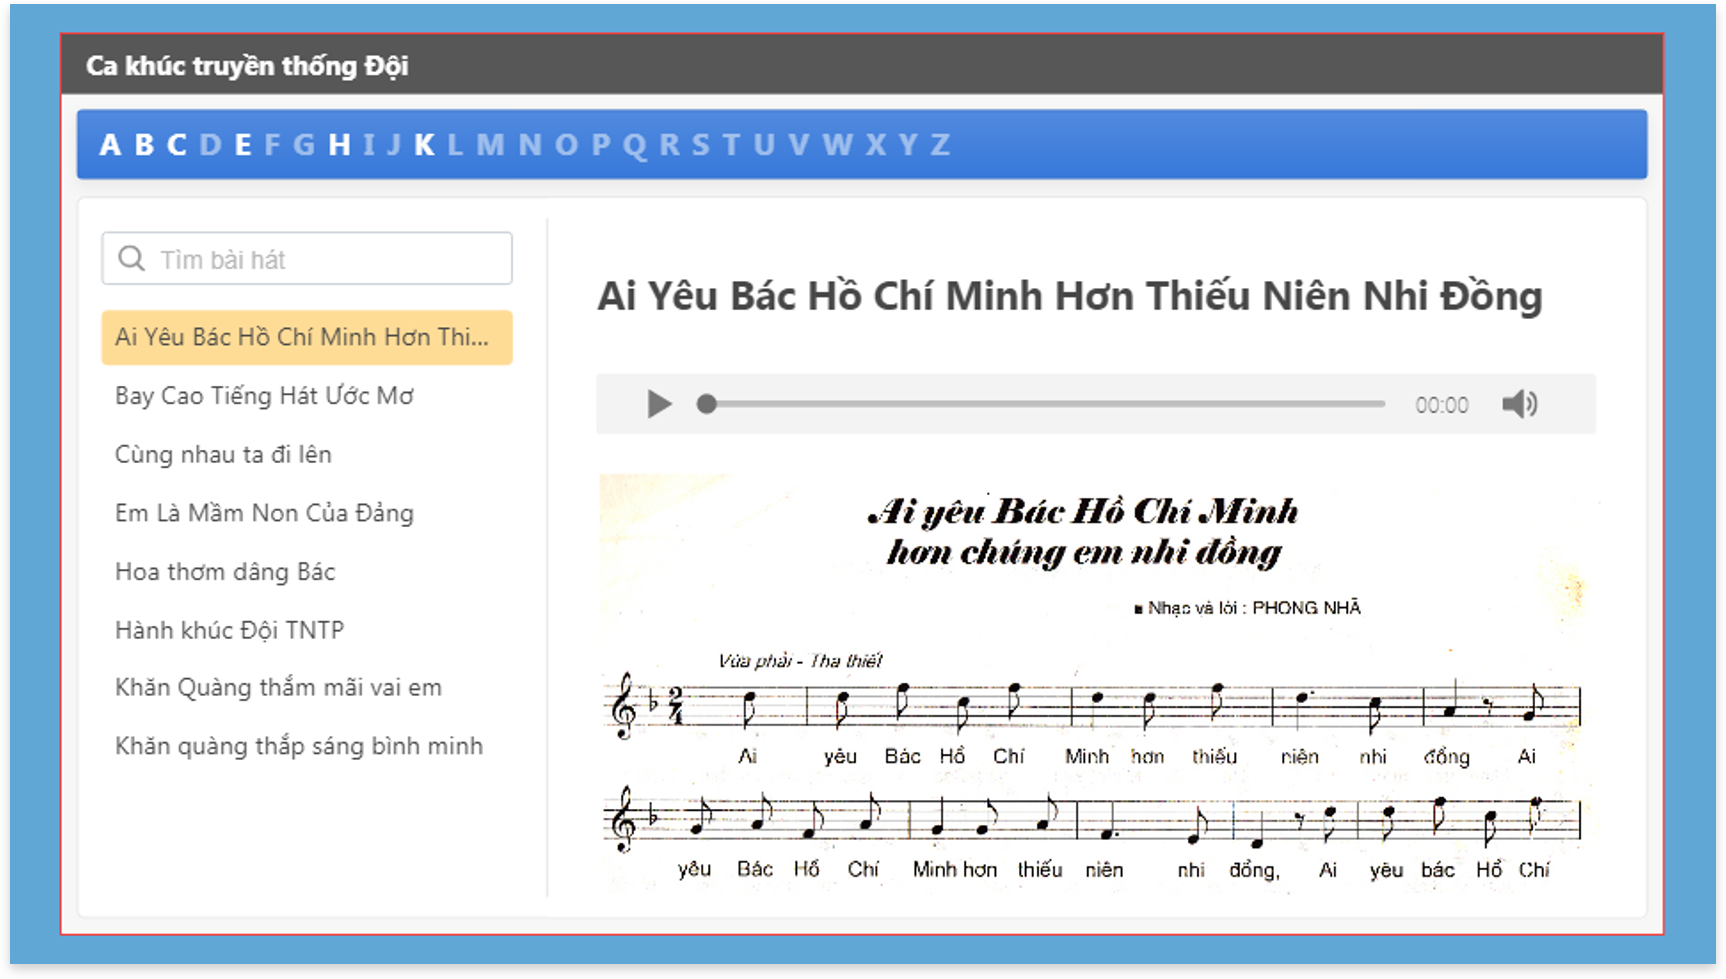 Ca khúc truyền thống Đội
A B C D E F G H I J K L M N O P Q R S T U V W X Y Z
Tìm bài hát
Ai Yêu Bác Hồ Chí Minh Hơn Thi...
Bay Cao Tiếng Hát Ước Mơ
Cùng nhau ta đi lên
Em Là Mầm Non Của Đảng
Hoa thơm dâng Bác
Hành khúc Đội TNTP
Khăn Quàng thắm mãi vai em
Khăn quàng thắp sáng bình minh
Ai Yêu Bác Hồ Chí Minh Hơn Thiếu Niên Nhi Đồng
00:00
Ai yêu Bác Hồ Chí Minh
hơn chúng em nhi đồng
Nhạc và lời : PHONG NHÃ
Vừa phải - Tha thiết
2
4
Ai yêu Bác Hồ Chí Minh hơn thiếu niên nhi đồng Ai
yêu Bác Hồ Chí Minh hơn thiếu niên nhi đồng, Ai yêu bác Hồ Chí